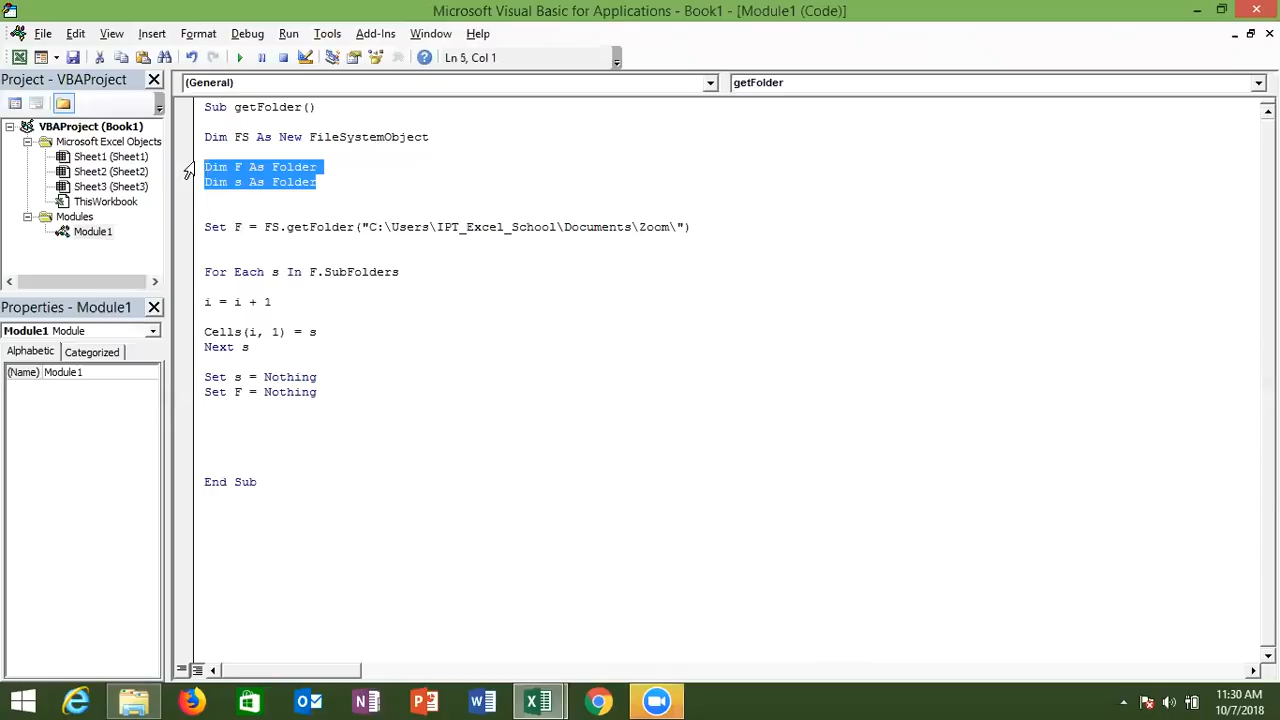 Microsoft Visual Basic for Applications - Book1 - [Module1 (Code)]
File Edit View Insert Format Debug Run Tools Add-Ins Window Help
Ln 5, Col 1
Project - VBAProject
(General)
getFolder
VBAProject (Book1)
Microsoft Excel Objects
Sheet1 (Sheet1)
Sheet2 (Sheet2)
Sheet3 (Sheet3)
ThisWorkbook
Modules
Module1
Properties - Module1
Module1 Module
Alphabetic Categorized
(Name) Module1
Sub getFolder()
Dim FS As New FileSystemObject
Dim F As Folder
Dim s As Folder
Set F = FS.getFolder("C:\Users\IPT_Excel_School\Documents\Zoom\")
For Each s In F.SubFolders
i = i + 1
Cells(i, 1) = s
Next s
Set s = Nothing
Set F = Nothing
End Sub
11:30 AM
10/7/2018